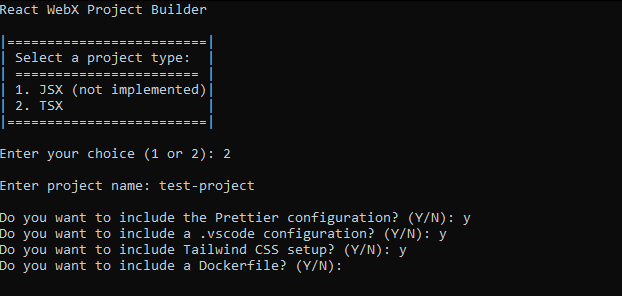 React WebX Project Builder
|=========================|
| Select a project type:  |
| ======================= |
| 1. JSX (not implemented)|
| 2. TSX                  |
|=========================|
Enter your choice (1 or 2): 2
Enter project name: test-project
Do you want to include the Prettier configuration? (Y/N): y
Do you want to include a .vscode configuration? (Y/N): y
Do you want to include Tailwind CSS setup? (Y/N): y
Do you want to include a Dockerfile? (Y/N):